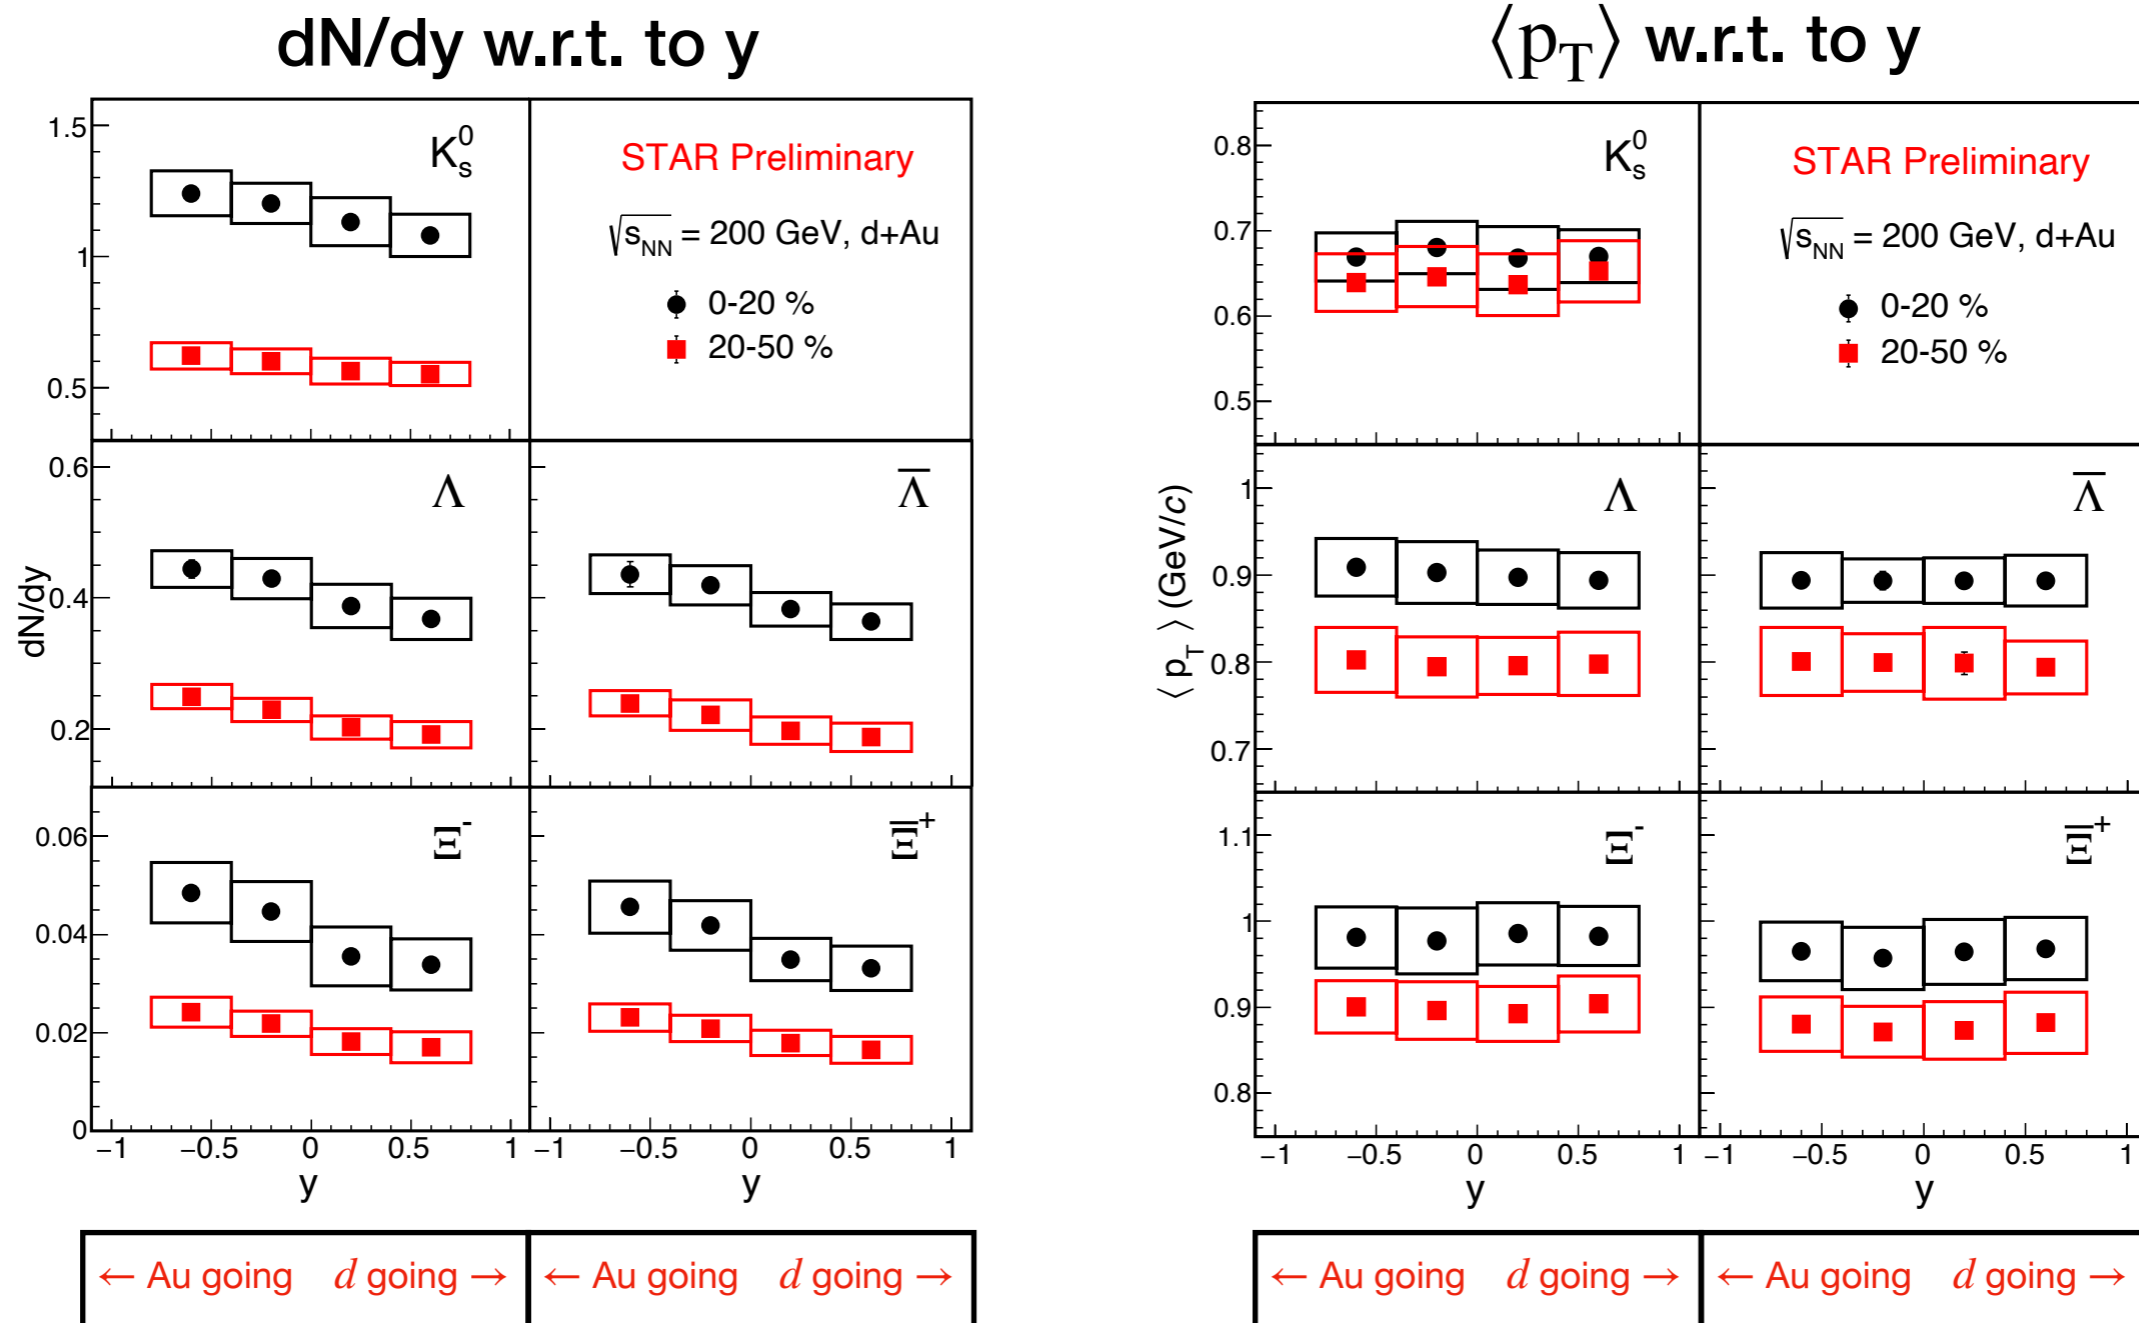 dN/dy w.r.t. to y
1.5
1
0.5
K⁰ₛ
STAR Preliminary
√sNN = 200 GeV, d+Au
0-20 %
20-50 %
dN/dy
0.6
0.4
0.2
Λ
Λ̅
0.06
0.04
0.02
0
Ξ⁻
Ξ̅⁺
−1 −0.5 0 0.5 1 −1 −0.5 0 0.5 1
y y
← Au going d going → ← Au going d going →
⟨pT⟩ w.r.t. to y
0.8
0.7
0.6
0.5
K⁰ₛ
STAR Preliminary
√sNN = 200 GeV, d+Au
0-20 %
20-50 %
⟨ pT ⟩ (GeV/c)
1
0.9
0.8
0.7
Λ
Λ̅
1.1
1
0.9
0.8
Ξ⁻
Ξ̅⁺
−1 −0.5 0 0.5 −1 −0.5 0 0.5 1
y y
← Au going d going → ← Au going d going →